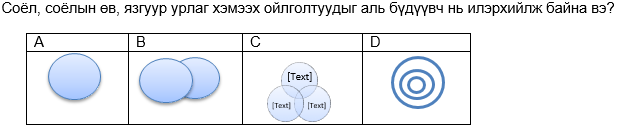 Соёл, соёлын өв, язгуур урлаг хэмээх ойлголтуудыг аль бүдүүвч нь илэрхийлж байна вэ?
A B C D
[Text]
[Text] [Text]